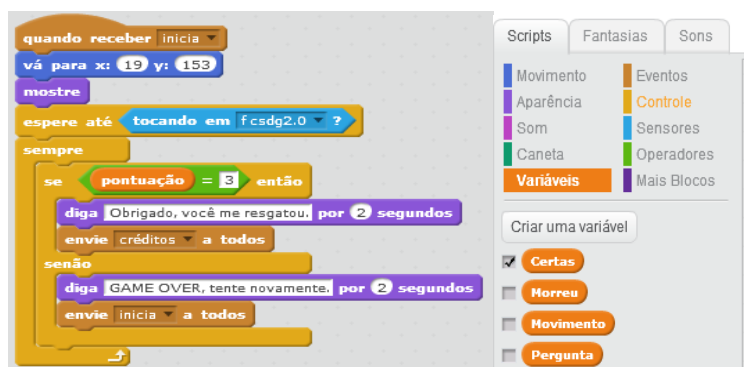 quando receber inicia
vá para x: 19 y: 153
mostre
espere até tocando em fcsdg2.0 ?
sempre
se pontuação = 3 então
diga Obrigado, você me resgatou. por 2 segundos
envie créditos a todos
senão
diga GAME OVER, tente novamente. por 2 segundos
envie inicia a todos
Scripts Fantasias Sons
Movimento Eventos
Aparência Controle
Som Sensores
Caneta Operadores
Variáveis Mais Blocos
Criar uma variável
Certas
Morreu
Movimento
Pergunta